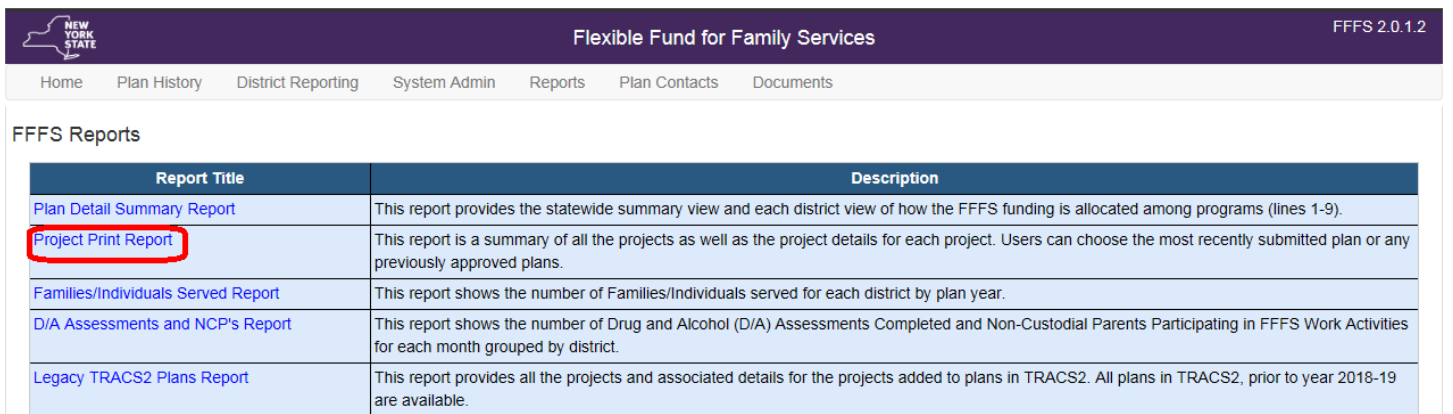 NEW
YORK
STATE
Flexible Fund for Family Services
FFFS 2.0.1.2
Home Plan History District Reporting System Admin Reports Plan Contacts Documents
FFFS Reports
Report Title Description
Plan Detail Summary Report This report provides the statewide summary view and each district view of how the FFFS funding is allocated among programs (lines 1-9).
Project Print Report This report is a summary of all the projects as well as the project details for each project. Users can choose the most recently submitted plan or any
previously approved plans.
Families/Individuals Served Report This report shows the number of Families/Individuals served for each district by plan year.
D/A Assessments and NCP's Report This report shows the number of Drug and Alcohol (D/A) Assessments Completed and Non-Custodial Parents Participating in FFFS Work Activities
for each month grouped by district.
Legacy TRACS2 Plans Report This report provides all the projects and associated details for the projects added to plans in TRACS2. All plans in TRACS2, prior to year 2018-19
are available.